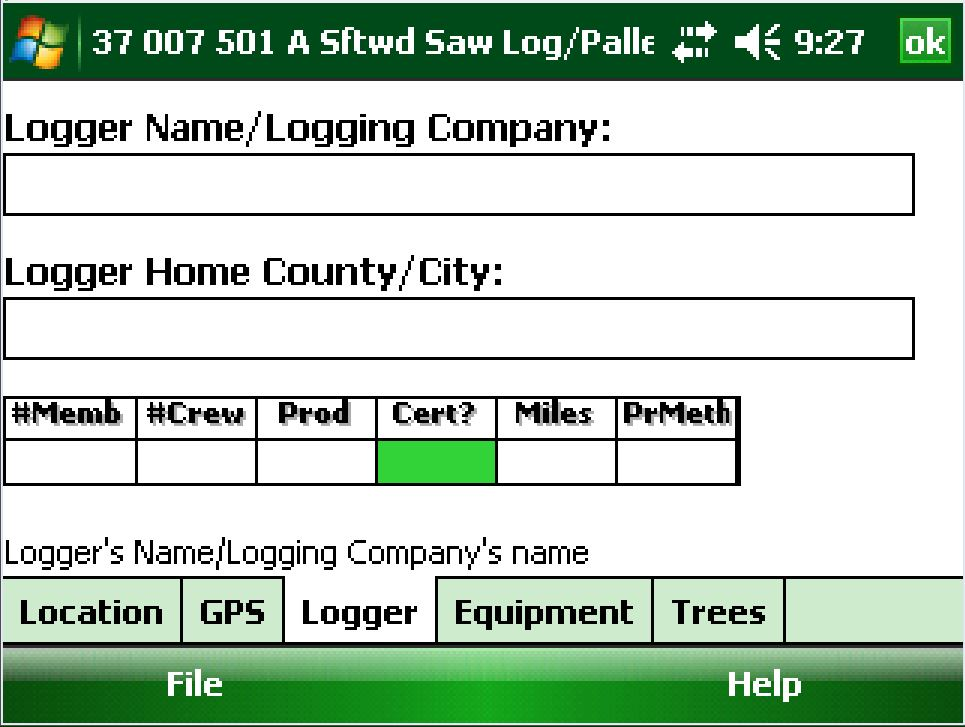 37 007 501 A Sftwd Saw Log/Palle 9:27 ok
Logger Name/Logging Company:
Logger Home County/City:
#Memb #Crew Prod Cert? Miles PrMeth
Logger's Name/Logging Company's name
Location GPS Logger Equipment Trees
File Help